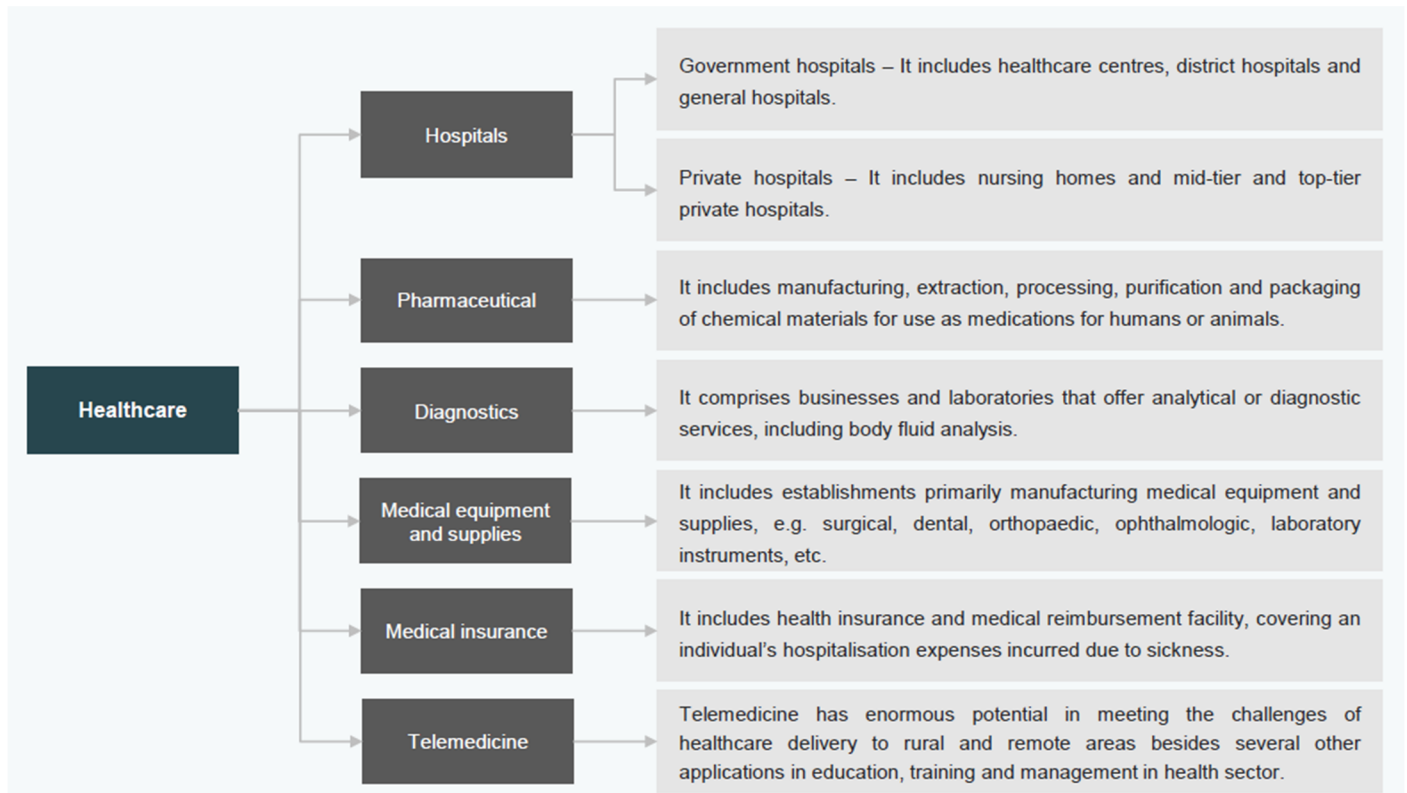 Healthcare
Hospitals
Government hospitals – It includes healthcare centres, district hospitals and
general hospitals.
Private hospitals – It includes nursing homes and mid-tier and top-tier
private hospitals.
Pharmaceutical
It includes manufacturing, extraction, processing, purification and packaging
of chemical materials for use as medications for humans or animals.
Diagnostics
It comprises businesses and laboratories that offer analytical or diagnostic
services, including body fluid analysis.
Medical equipment
and supplies
It includes establishments primarily manufacturing medical equipment and
supplies, e.g. surgical, dental, orthopaedic, ophthalmologic, laboratory
instruments, etc.
Medical insurance
It includes health insurance and medical reimbursement facility, covering an
individual’s hospitalisation expenses incurred due to sickness.
Telemedicine
Telemedicine has enormous potential in meeting the challenges of
healthcare delivery to rural and remote areas besides several other
applications in education, training and management in health sector.